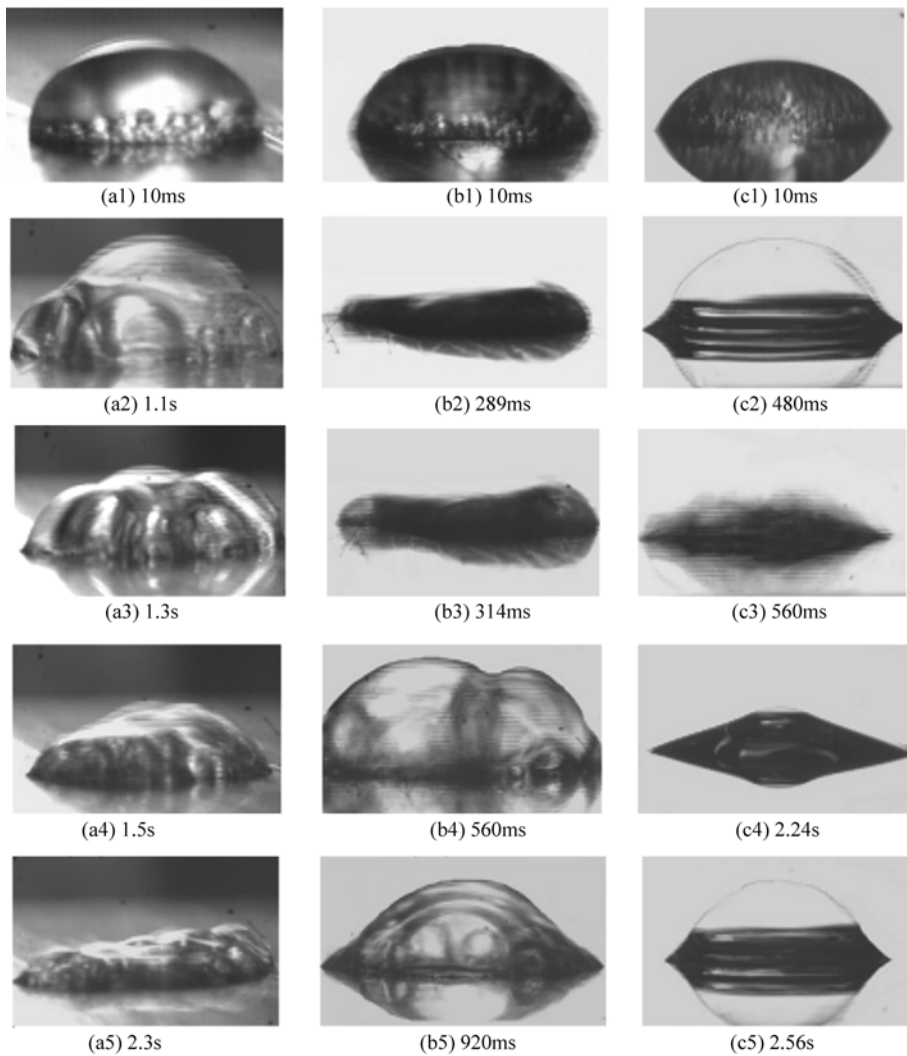 (a1) 10ms (b1) 10ms (c1) 10ms
(a2) 1.1s (b2) 289ms (c2) 480ms
(a3) 1.3s (b3) 314ms (c3) 560ms
(a4) 1.5s (b4) 560ms (c4) 2.24s
(a5) 2.3s (b5) 920ms (c5) 2.56s